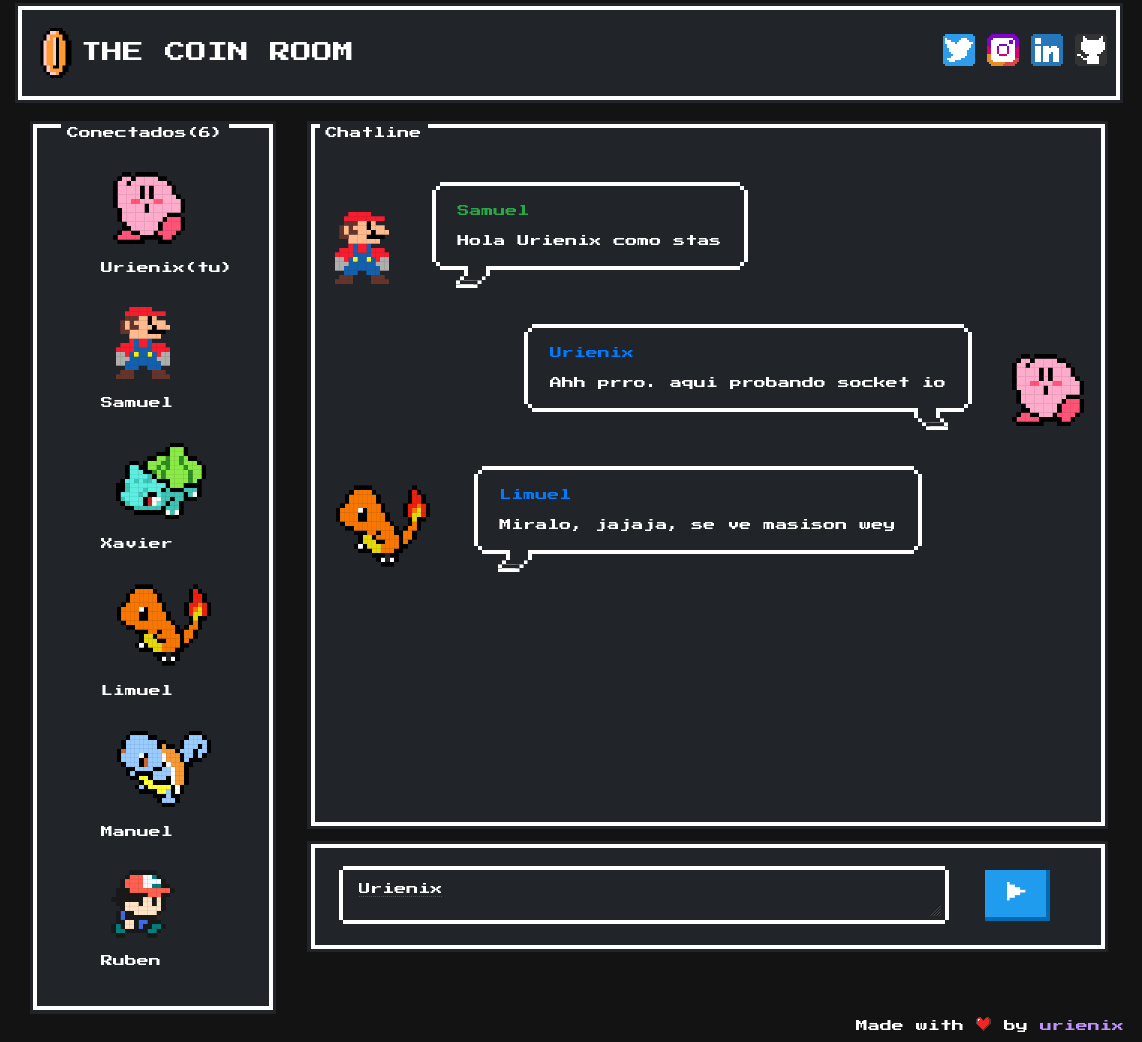 THE COIN ROOM
Conectados(6)
Urienix(tu)
Samuel
Xavier
Limuel
Manuel
Ruben
Chatline
Samuel
Hola Urienix como stas
Urienix
Ahh prro. aqui probando socket io
Limuel
Miralo, jajaja, se ve masison wey
Urienix
Made with ❤ by urienix